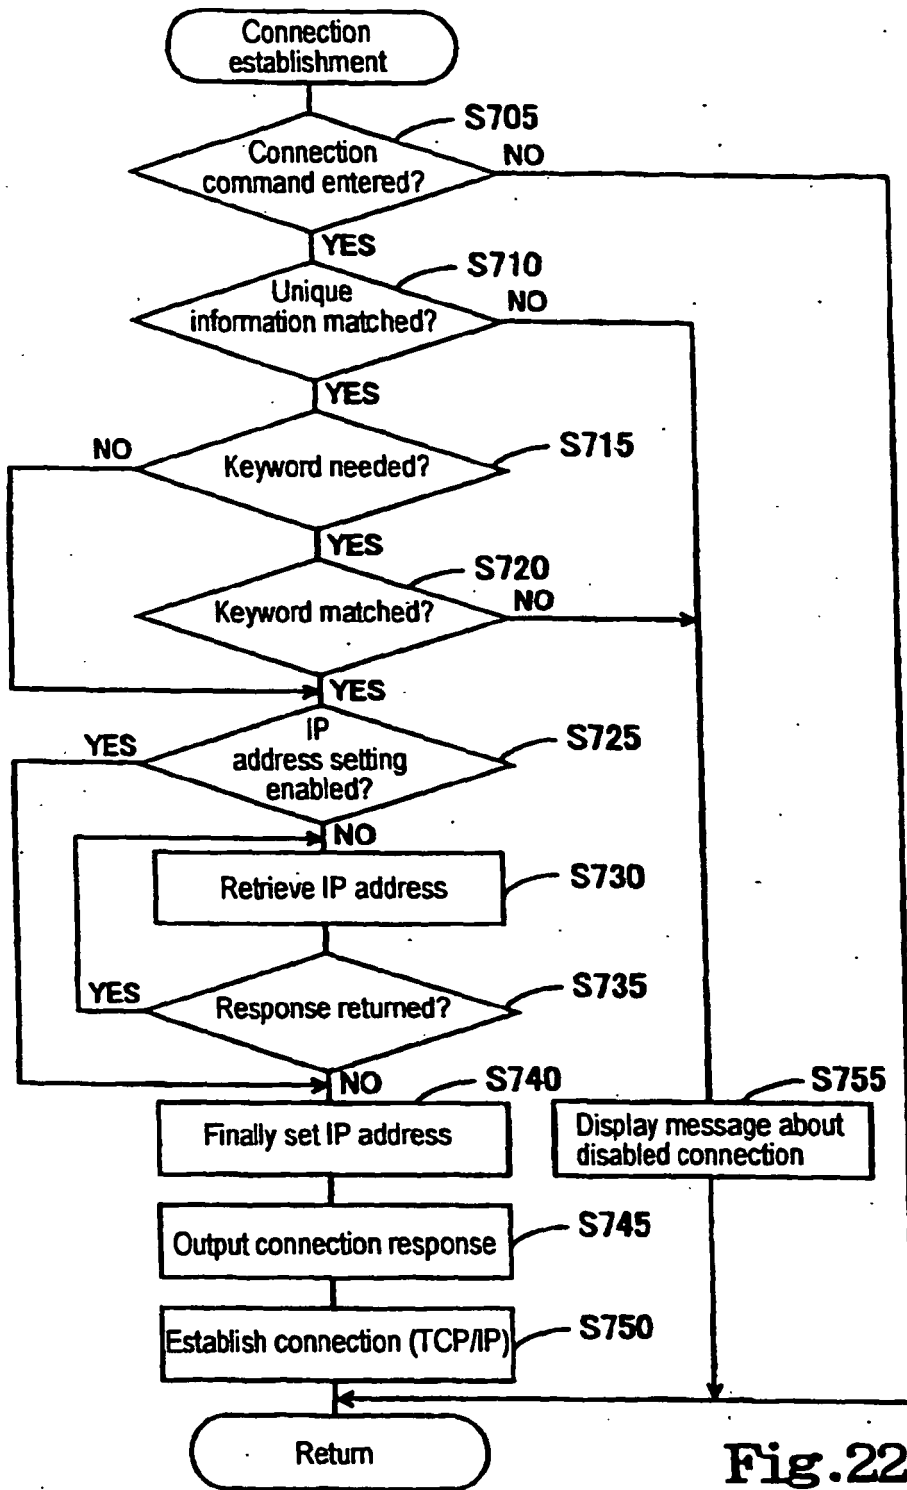 Connection
establishment
S705
Connection
command entered?
NO
YES
S710
Unique
information matched?
NO
YES
NO
Keyword needed?
S715
YES
S720
Keyword matched?
NO
YES
IP
address setting
enabled?
S725
YES
NO
Retrieve IP address
S730
YES
Response returned?
S735
NO
S740
Finally set IP address
S755
Display message about
disabled connection
Output connection response
S745
Establish connection (TCP/IP)
S750
Return
Fig.22